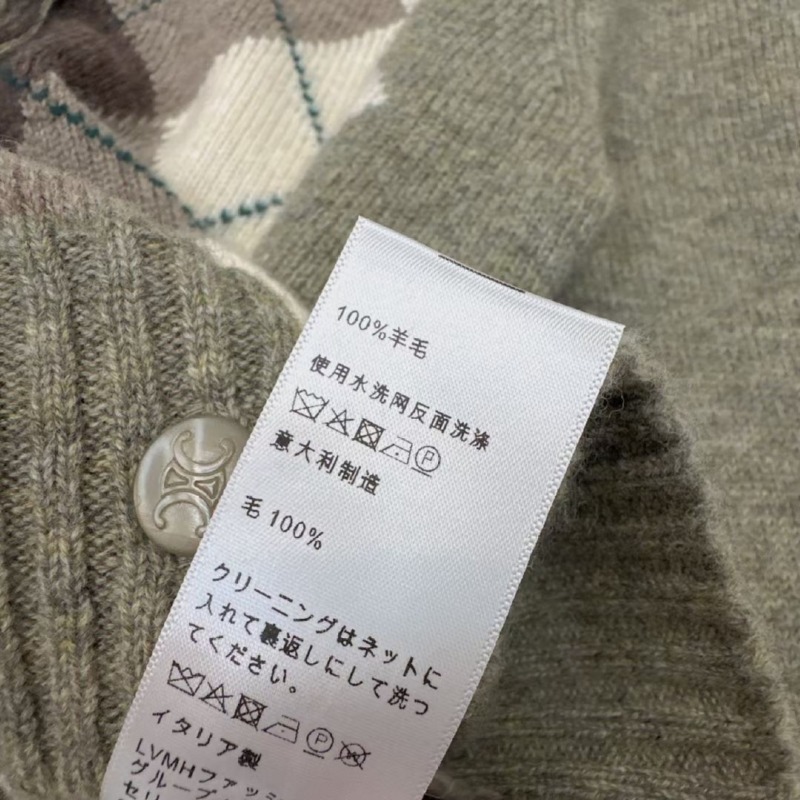 100%羊毛
使用水洗网反面洗涤
意大利制造
毛 100%
クリーニングはネットに
入れて裏返しにして洗っ
てください。
イタリア製
LVMHファッシ
グループ
セリ